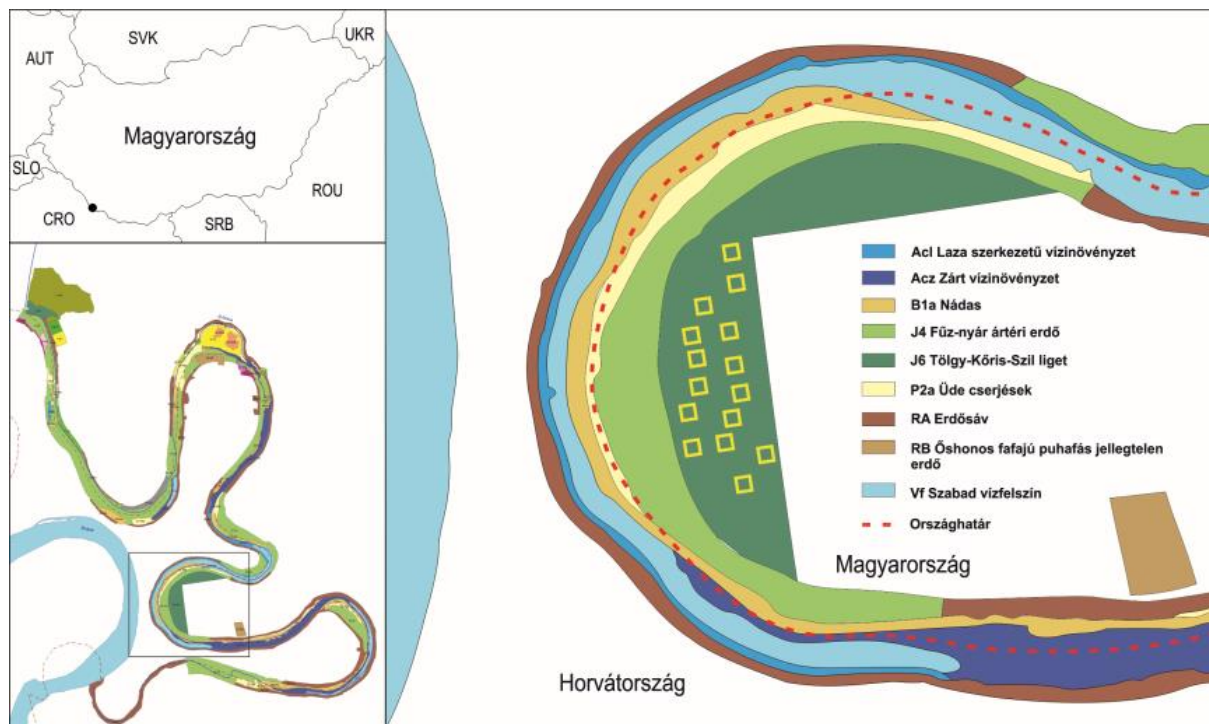 SVK
UKR
AUT
Magyarország
SLO
ROU
CRO
SRB
Acl Laza szerkezetű vízinövényzet
Acz Zárt vízinövényzet
B1a Nádas
J4 Fűz-nyár ártéri erdő
J6 Tölgy-Kőris-Szil liget
P2a Üde cserjések
RA Erdősáv
RB Őshonos fafajú puhafás jellegtelen
erdő
Vf Szabad vízfelszín
Országhatár
Magyarország
Horvátország